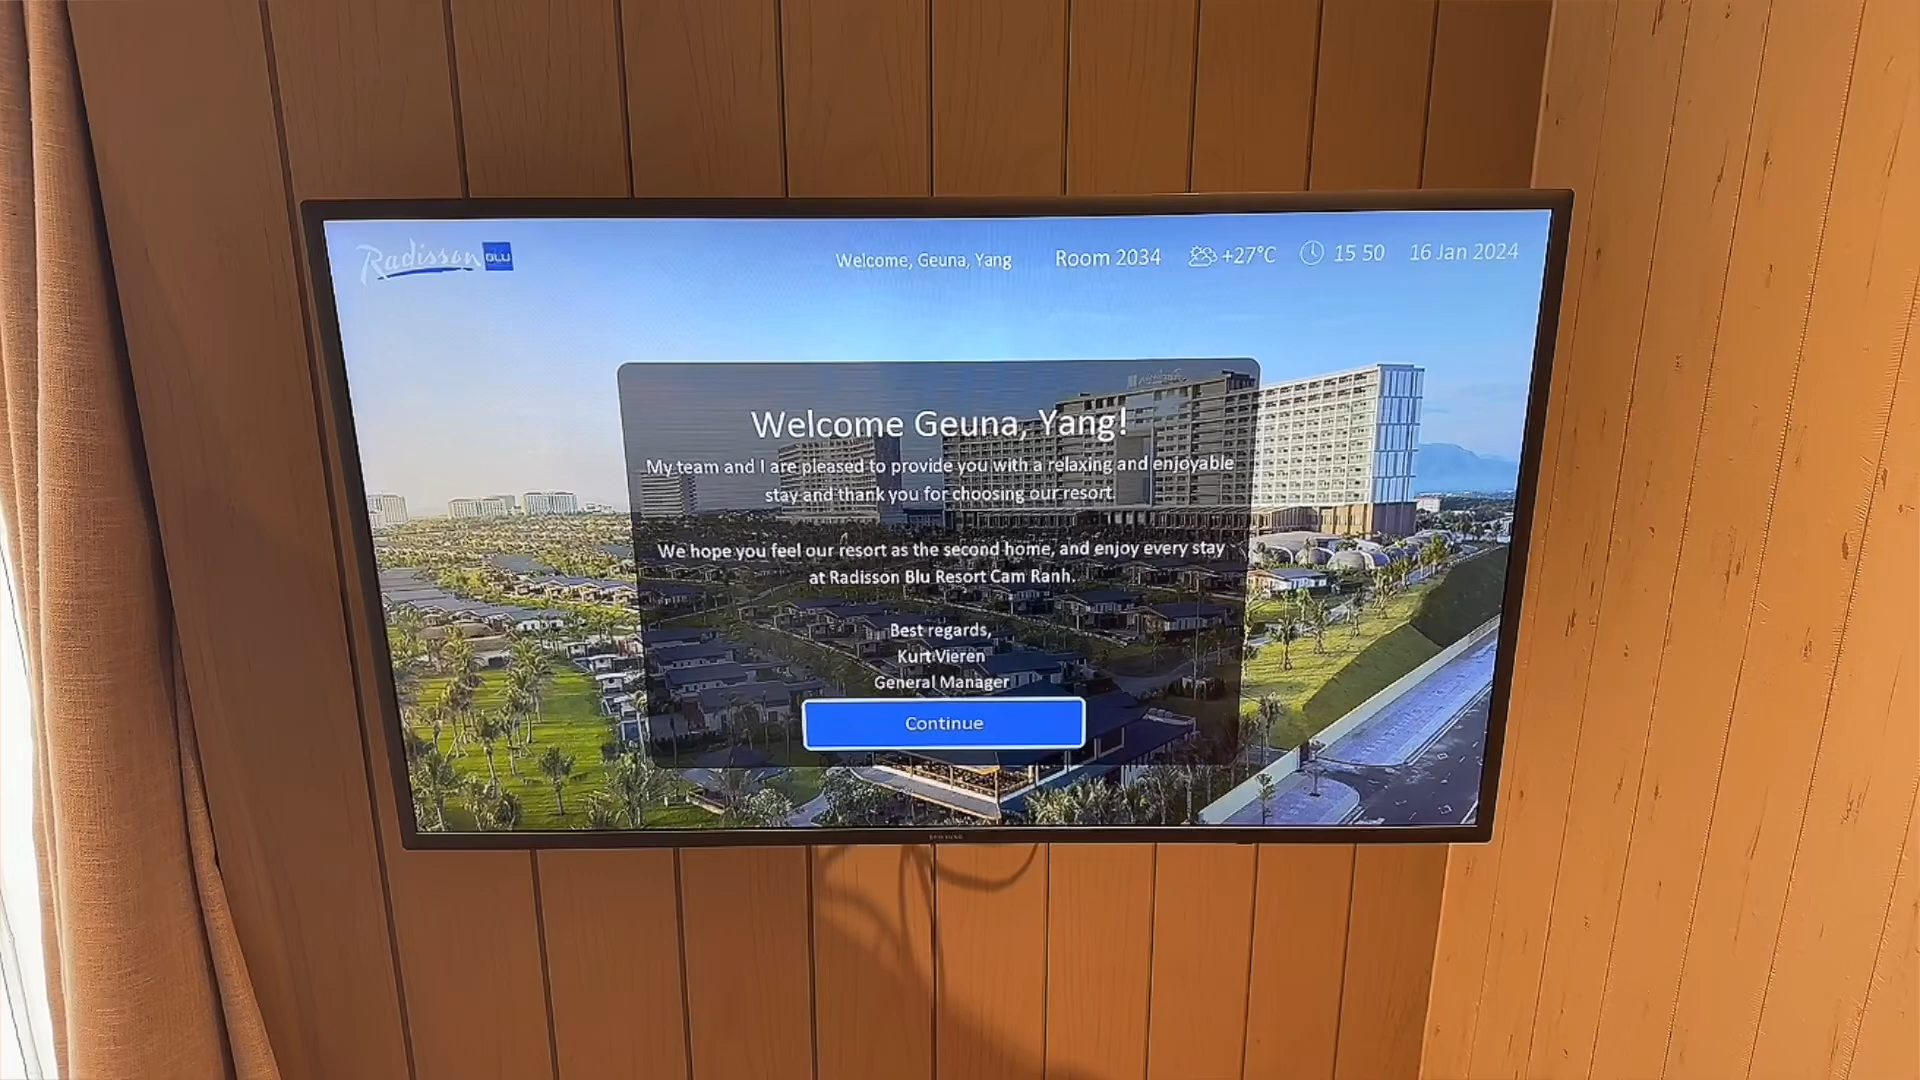 Radisson BLU
Welcome, Geuna, Yang
Room 2034
+27°C
15 50
16 Jan 2024
Welcome Geuna, Yang!
My team and I are pleased to provide you with a relaxing and enjoyable
stay and thank you for choosing our resort.
We hope you feel our resort as the second home, and enjoy every stay
at Radisson Blu Resort Cam Ranh.
Best regards,
Kurt Vieren
General Manager
Continue
SAMSUNG